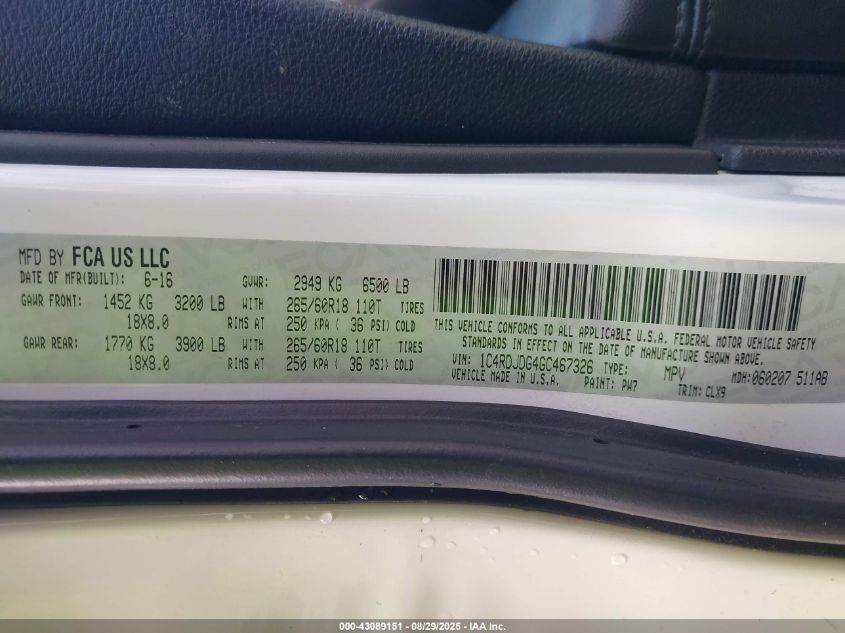 MFD BY FCA US LLC
DATE OF MFR(BUILT): 6-16 GVWR: 2949 KG 6500 LB
GAWR FRONT: 1452 KG 3200 LB WITH 265/60R18 110T TIRES
18X8.0 RIMS AT 250 KPA ( 36 PSI) COLD
GAWR REAR: 1770 KG 3900 LB WITH 265/60R18 110T TIRES
18X8.0 RIMS AT 250 KPA ( 36 PSI) COLD
THIS VEHICLE CONFORMS TO ALL APPLICABLE U.S.A. FEDERAL MOTOR VEHICLE SAFETY
STANDARDS IN EFFECT ON THE DATE OF MANUFACTURE SHOWN ABOVE.
VIN: 1C4RDJDG4GC467326 TYPE: MPV MDH:060207 511AB
VEHICLE MADE IN U.S.A. PAINT: PW7 TRIM: CLX9
000-43089151 - 08/29/2025 - IAA Inc.